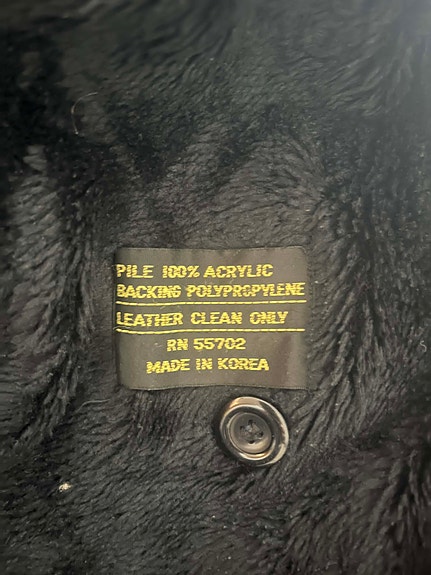 PILE 100% ACRYLIC
BACKING POLYPROPYLENE
LEATHER CLEAN ONLY
RN 55702
MADE IN KOREA